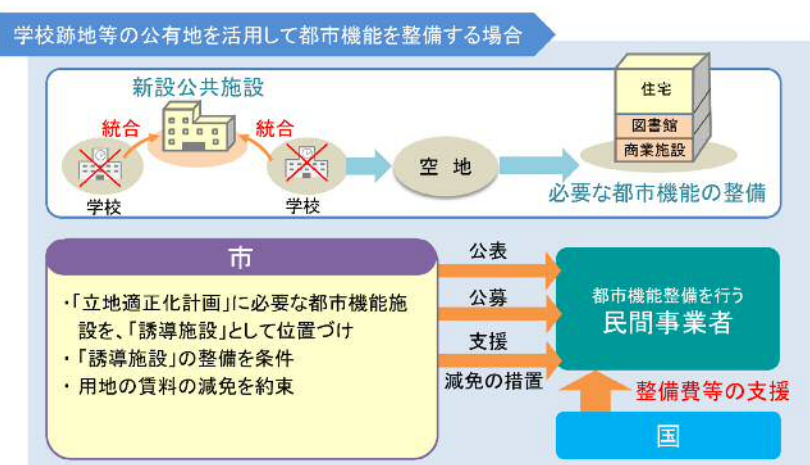 学校跡地等の公有地を活用して都市機能を整備する場合
新設公共施設
統合
統合
学校
学校
空 地
住宅
図書館
商業施設
必要な都市機能の整備
市
・「立地適正化計画」に必要な都市機能施
設を、「誘導施設」として位置づけ
・「誘導施設」の整備を条件
・用地の賃料の減免を約束
公表
公募
支援
減免の措置
都市機能整備を行う
民間事業者
整備費等の支援
国